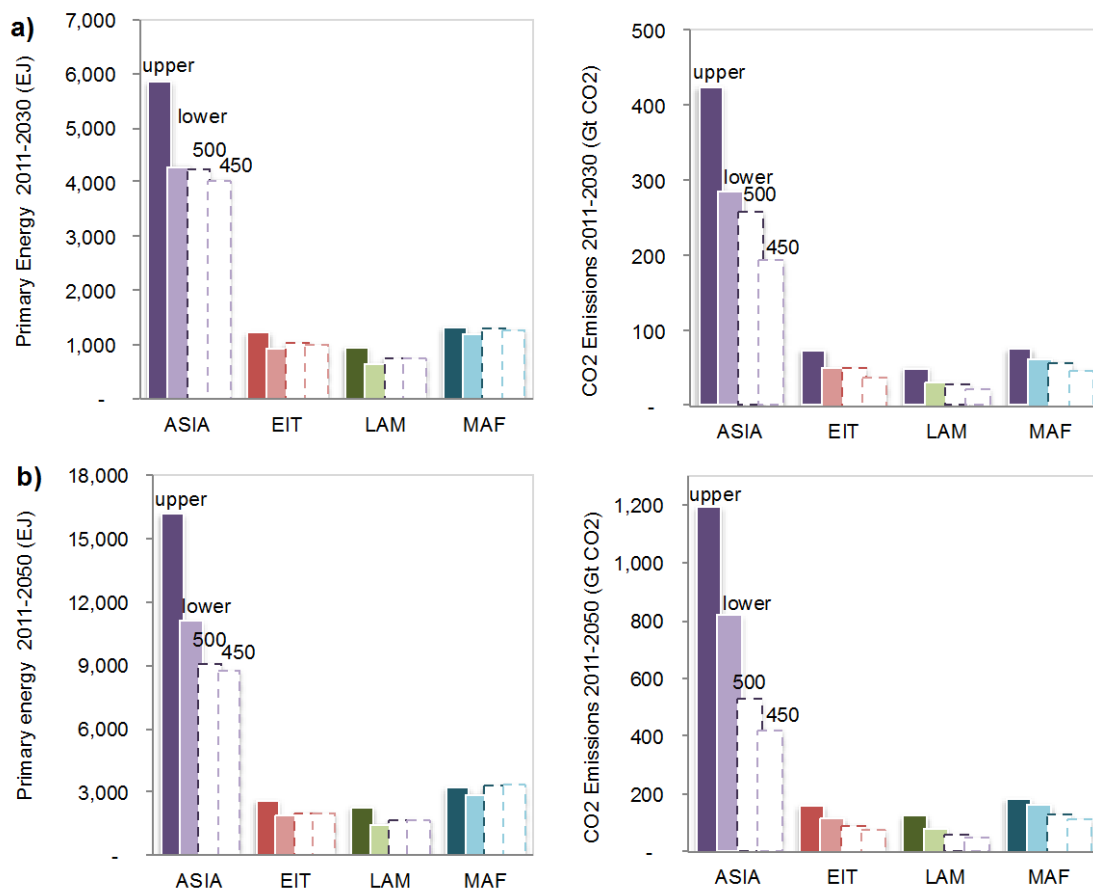 a)
Primary Energy 2011-2030 (EJ)
7,000
6,000
5,000
4,000
3,000
2,000
1,000
-
upper
lower
500
450
ASIA EIT LAM MAF
CO2 Emissions 2011-2030 (Gt CO2)
500
400
300
200
100
-
upper
lower
500
450
ASIA EIT LAM MAF
b)
Primary energy 2011-2050 (EJ)
18,000
15,000
12,000
9,000
6,000
3,000
-
upper
lower
500
450
ASIA EIT LAM MAF
CO2 Emissions 2011-2050 (Gt CO2)
1,200
1,000
800
600
400
200
-
upper
lower
500
450
ASIA EIT LAM MAF